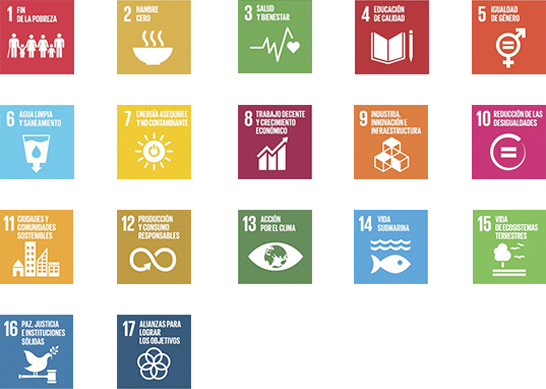 1 FIN
DE LA POBREZA
2 HAMBRE
CERO
3 SALUD
Y BIENESTAR
4 EDUCACIÓN
DE CALIDAD
5 IGUALDAD
DE GÉNERO
6 AGUA LIMPIA
Y SANEAMIENTO
7 ENERGÍA ASEQUIBLE
Y NO CONTAMINANTE
8 TRABAJO DECENTE
Y CRECIMIENTO
ECONÓMICO
9 INDUSTRIA,
INNOVACIÓN E
INFRAESTRUCTURA
10 REDUCCIÓN DE LAS
DESIGUALDADES
11 CIUDADES Y
COMUNIDADES
SOSTENIBLES
12 PRODUCCIÓN
Y CONSUMO
RESPONSABLES
13 ACCIÓN
POR EL CLIMA
14 VIDA
SUBMARINA
15 VIDA
DE ECOSISTEMAS
TERRESTRES
16 PAZ, JUSTICIA
E INSTITUCIONES
SÓLIDAS
17 ALIANZAS PARA
LOGRAR
LOS OBJETIVOS